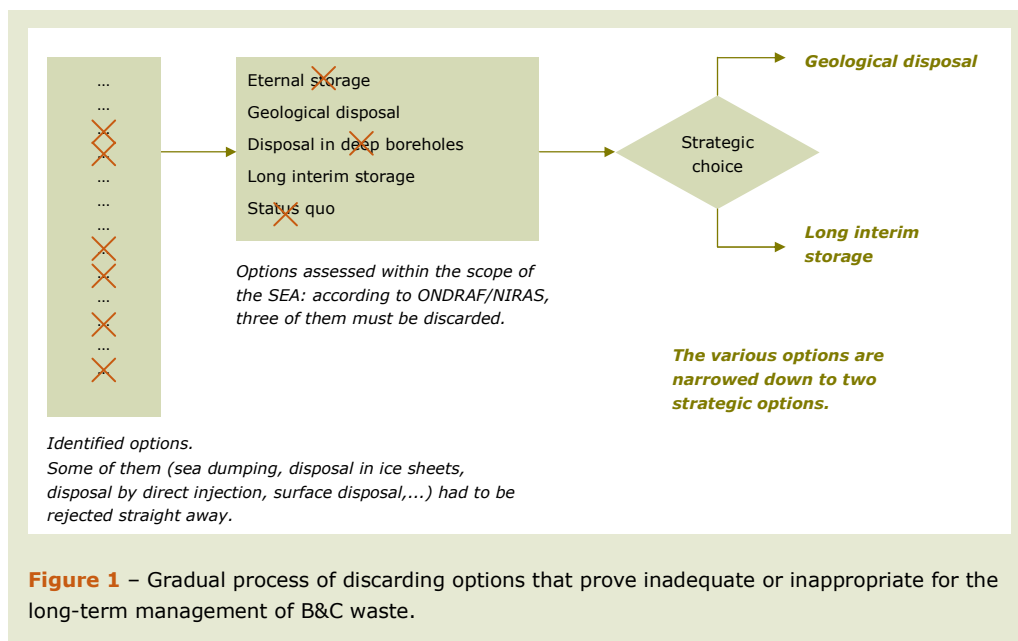 ...
...
...
...
...
...
...
...
...
...
...
...
...
Identified options.
Some of them (sea dumping, disposal in ice sheets,
disposal by direct injection, surface disposal,...) had to be
rejected straight away.
Eternal storage
Geological disposal
Disposal in deep boreholes
Long interim storage
Status quo
Options assessed within the scope of
the SEA: according to ONDRAF/NIRAS,
three of them must be discarded.
Strategic
choice
Geological disposal
Long interim
storage
The various options are
narrowed down to two
strategic options.
Figure 1 – Gradual process of discarding options that prove inadequate or inappropriate for the
long-term management of B&C waste.